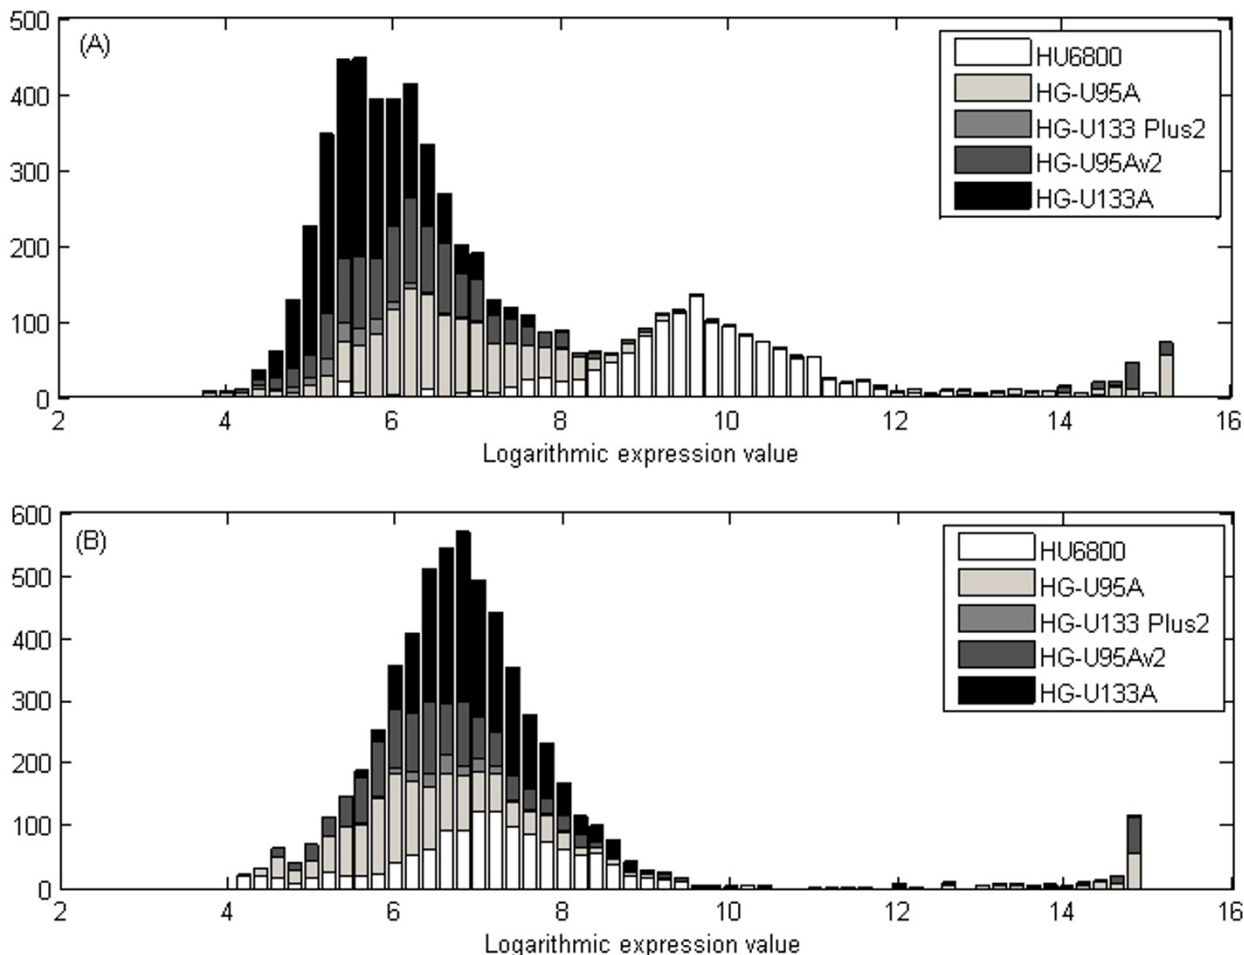 500
400
300
200
100
0
(A)
HU6800
HG-U95A
HG-U133 Plus2
HG-U95Av2
HG-U133A
2 4 6 8 10 12 14 16
Logarithmic expression value
600
500
400
300
200
100
0
(B)
HU6800
HG-U95A
HG-U133 Plus2
HG-U95Av2
HG-U133A
2 4 6 8 10 12 14 16
Logarithmic expression value